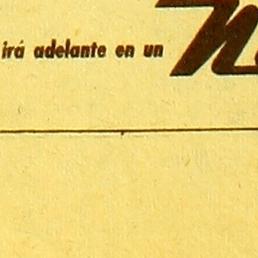 irá adelante en un